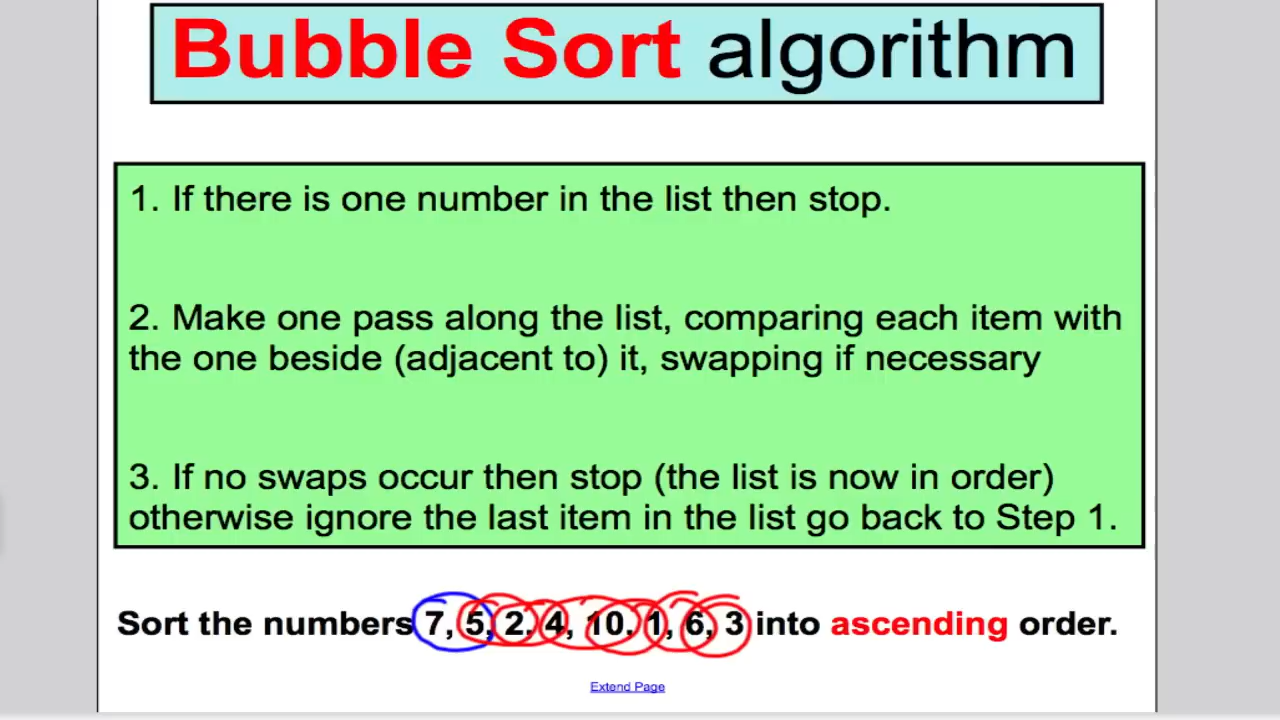 Bubble Sort algorithm
1. If there is one number in the list then stop.
2. Make one pass along the list, comparing each item with
the one beside (adjacent to) it, swapping if necessary
3. If no swaps occur then stop (the list is now in order)
otherwise ignore the last item in the list go back to Step 1.
Sort the numbers 7, 5, 2, 4, 10, 1, 6, 3 into ascending order.
Extend Page